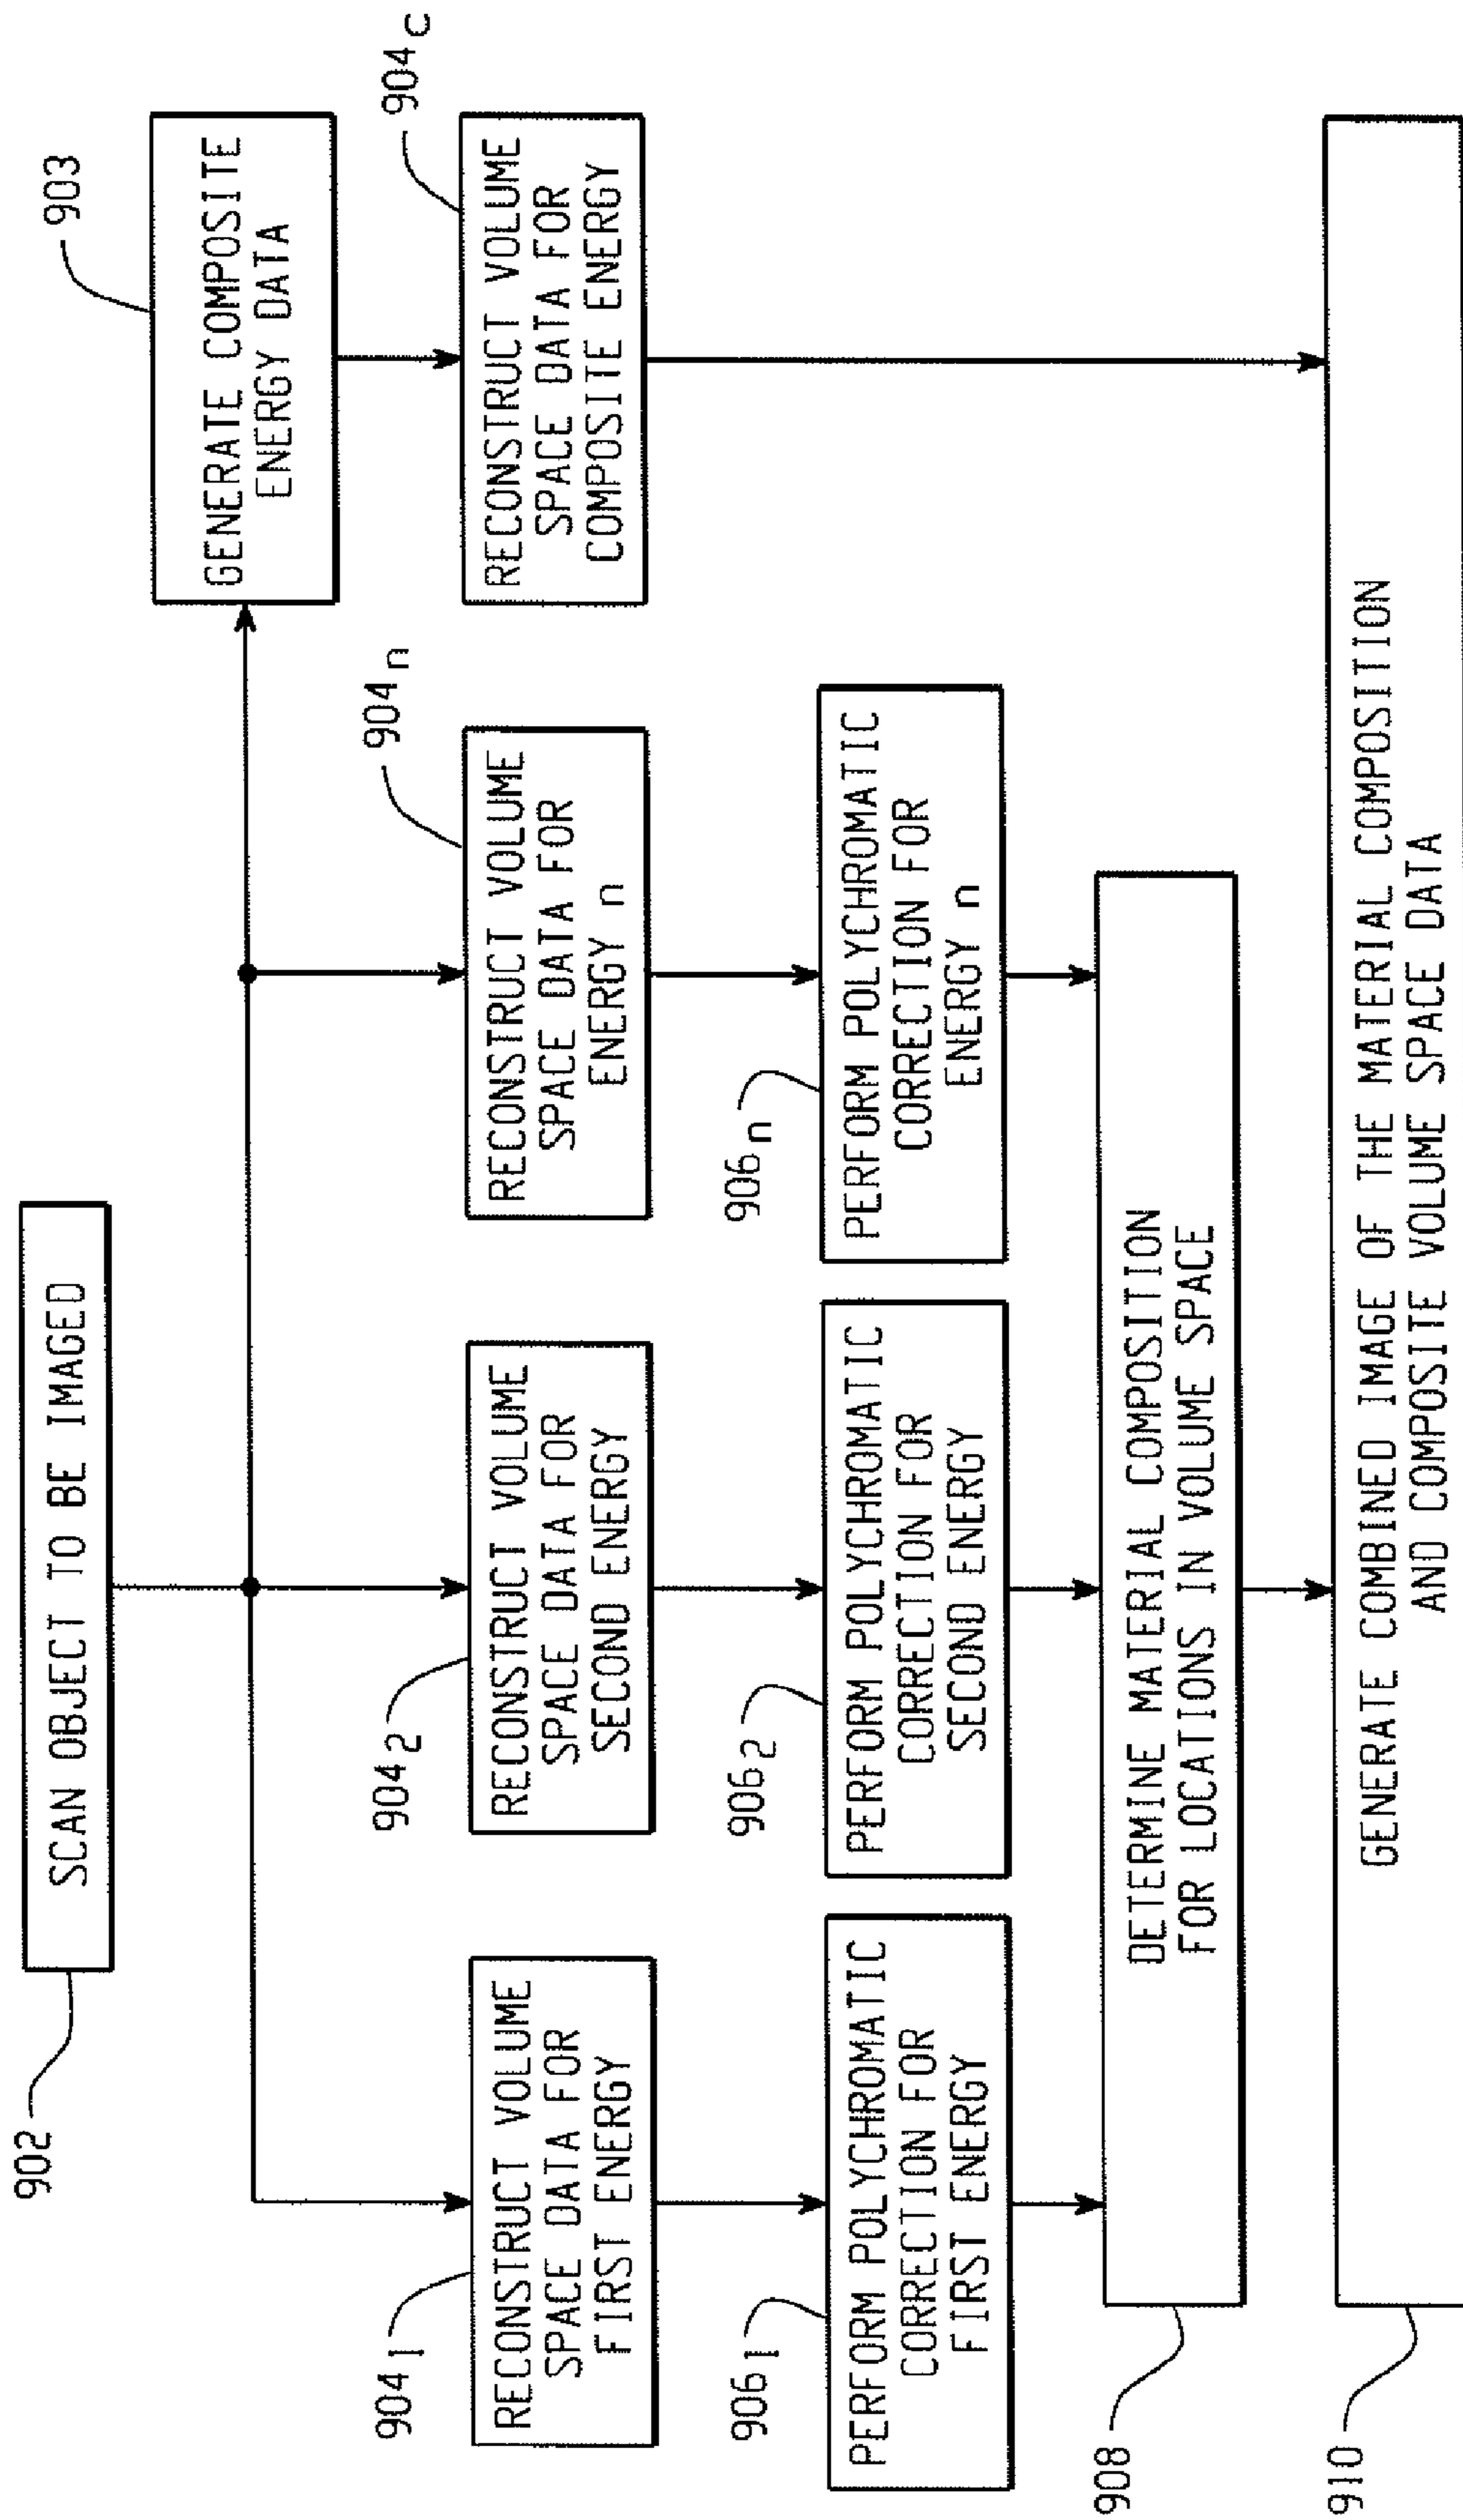 902
SCAN OBJECT TO BE IMAGED
903
GENERATE COMPOSITE
ENERGY DATA
904₁
RECONSTRUCT VOLUME
SPACE DATA FOR
FIRST ENERGY
904₂
RECONSTRUCT VOLUME
SPACE DATA FOR
SECOND ENERGY
904ₙ
RECONSTRUCT VOLUME
SPACE DATA FOR
ENERGY n
904c
RECONSTRUCT VOLUME
SPACE DATA FOR
COMPOSITE ENERGY
906₁
PERFORM POLYCHROMATIC
CORRECTION FOR
FIRST ENERGY
906₂
PERFORM POLYCHROMATIC
CORRECTION FOR
SECOND ENERGY
906ₙ
PERFORM POLYCHROMATIC
CORRECTION FOR
ENERGY n
908
DETERMINE MATERIAL COMPOSITION
FOR LOCATIONS IN VOLUME SPACE
910
GENERATE COMBINED IMAGE OF THE MATERIAL COMPOSITION
AND COMPOSITE VOLUME SPACE DATA